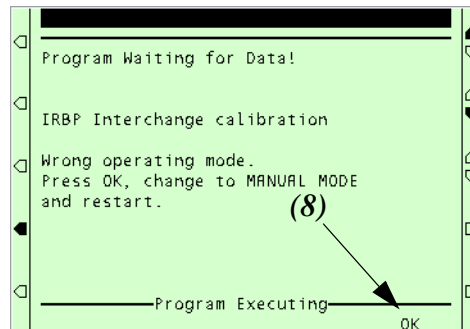 Program Waiting for Data!
IRBP Interchange calibration
Wrong operating mode.
Press OK, change to MANUAL MODE
and restart.
(8)
Program Executing
OK